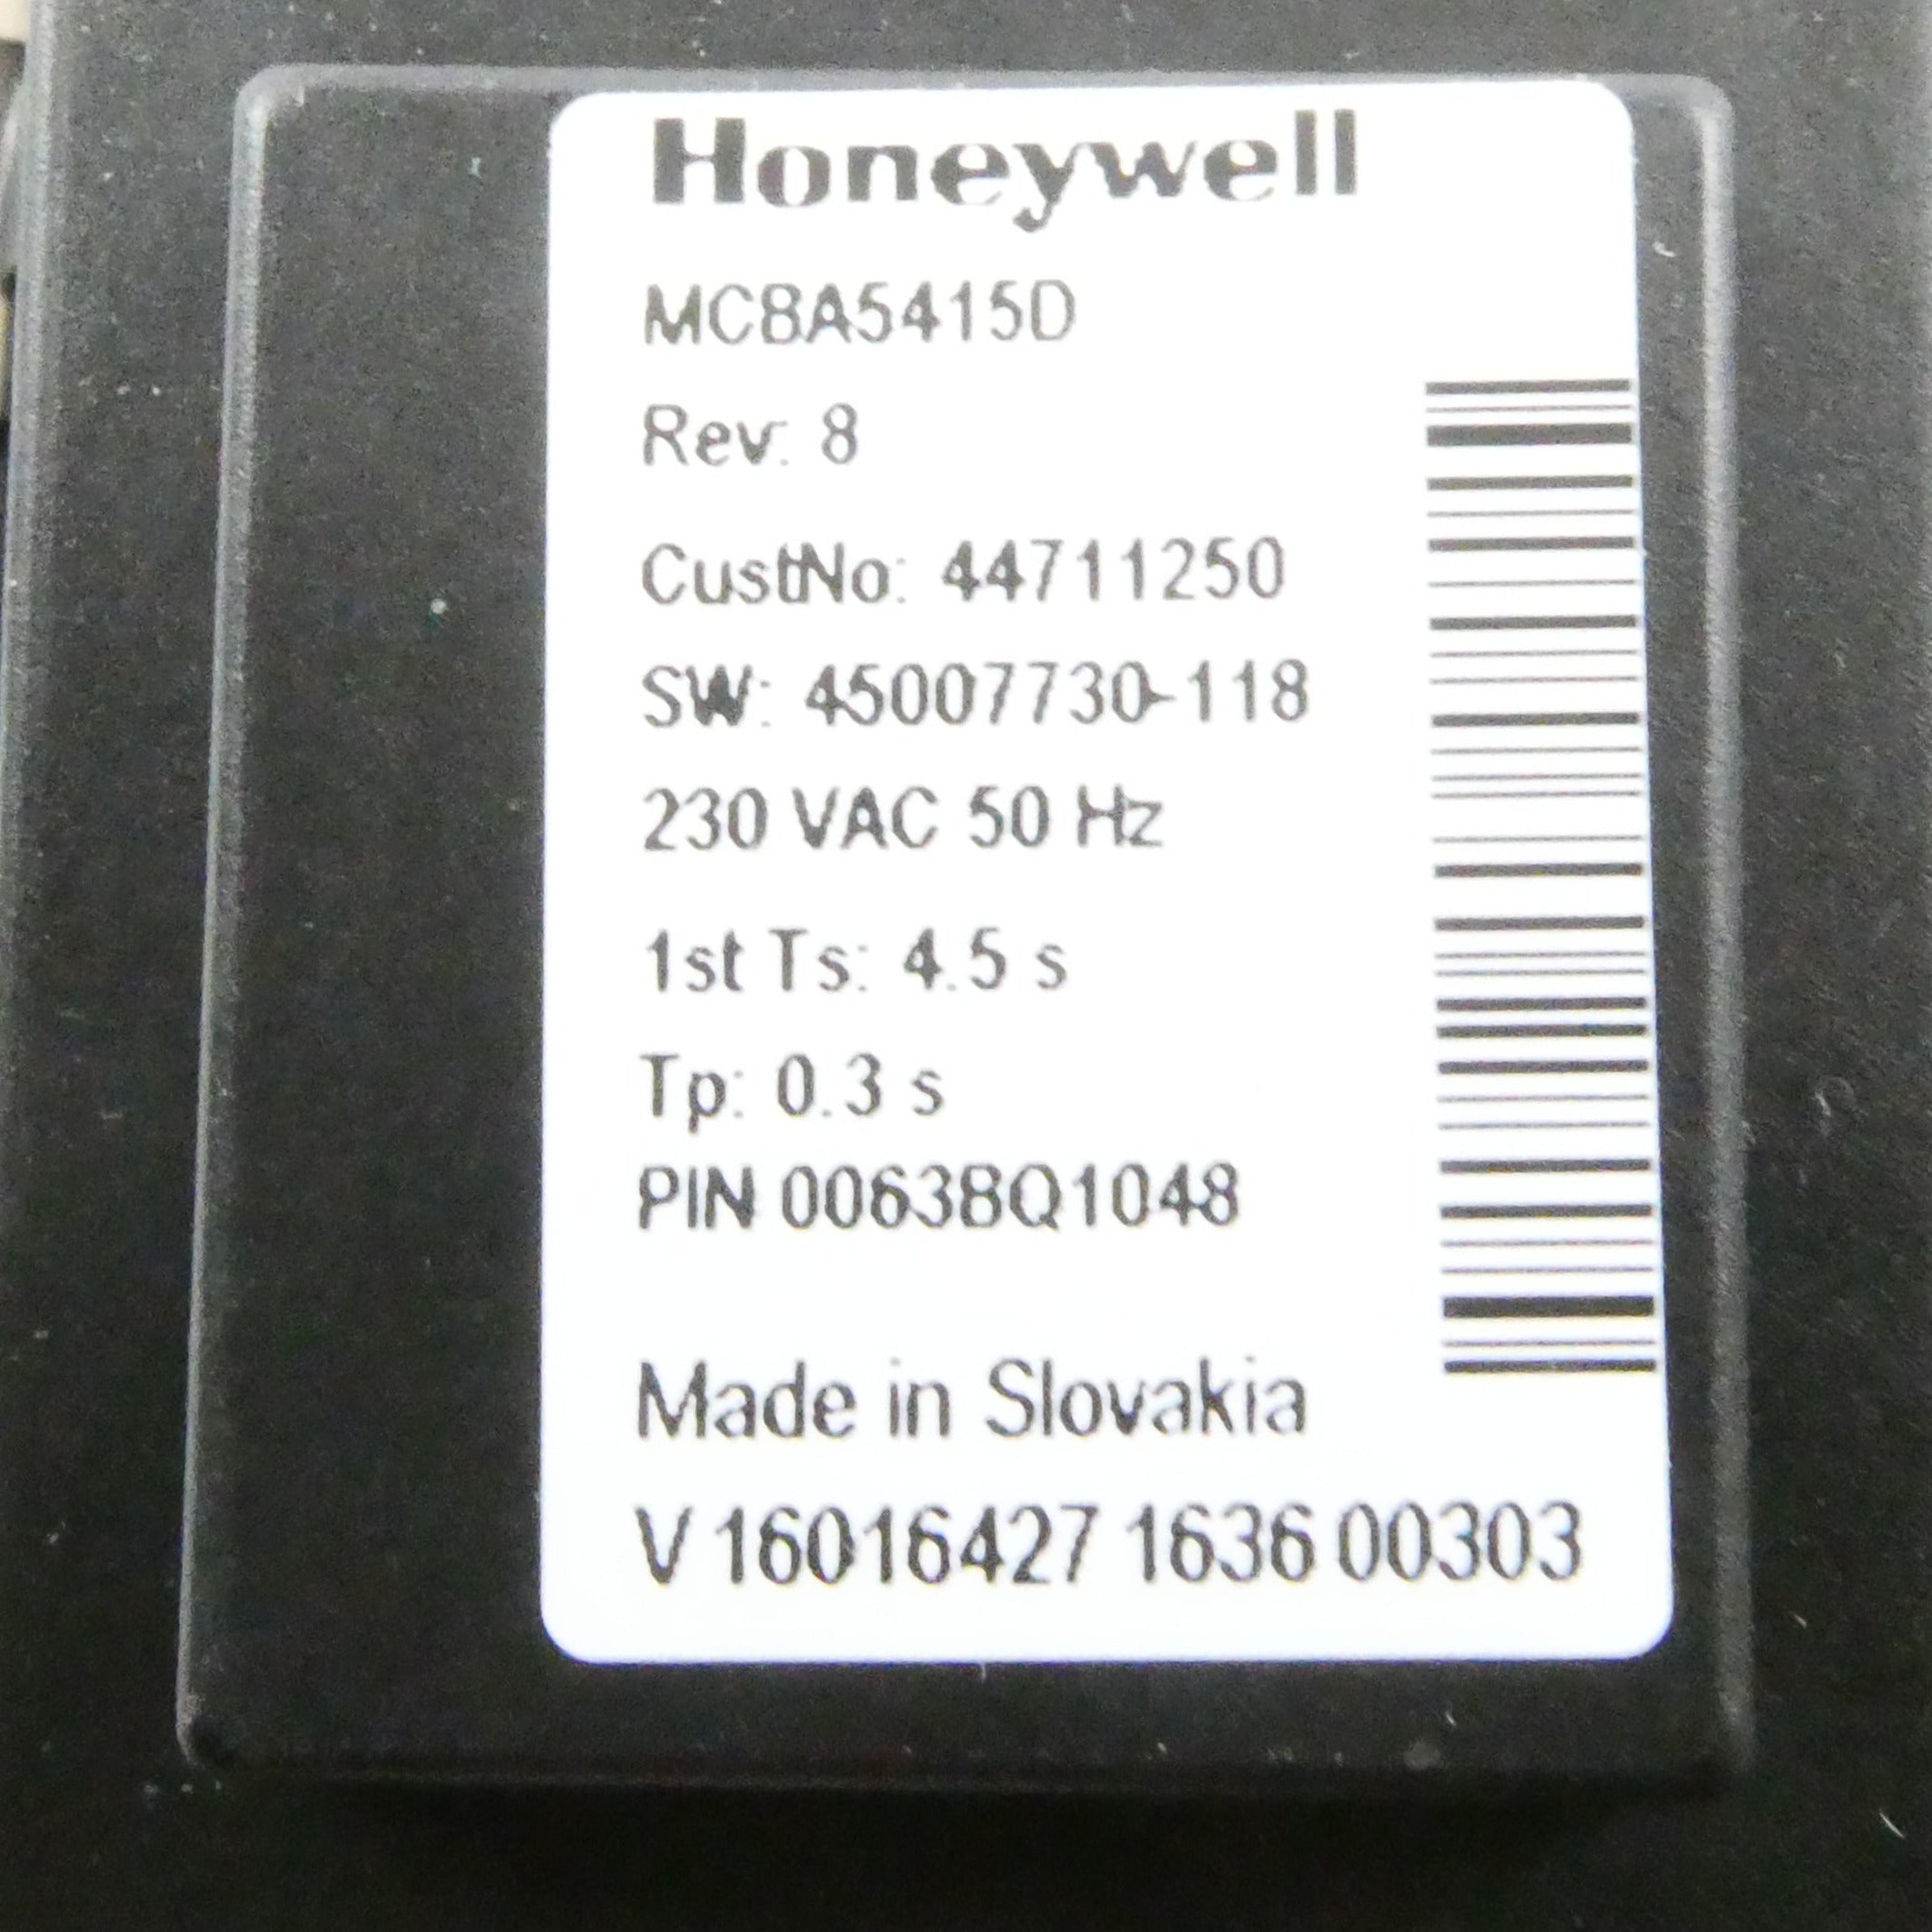 Honeywell
MCBA5415D
Rev: 8
CustNo: 44711250
SW: 45007730-118
230 VAC 50 Hz
1st Ts: 4.5 s
Tp: 0.3 s
PIN 0063BQ1048
Made in Slovakia
V 16016427 1636 00303